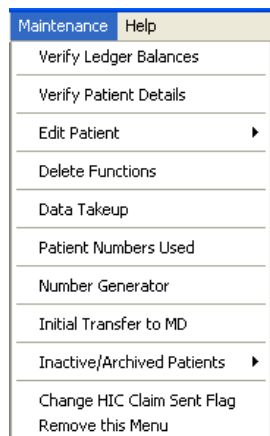 Maintenance Help
Verify Ledger Balances
Verify Patient Details
Edit Patient
Delete Functions
Data Takeup
Patient Numbers Used
Number Generator
Initial Transfer to MD
Inactive/Archived Patients
Change HIC Claim Sent Flag
Remove this Menu